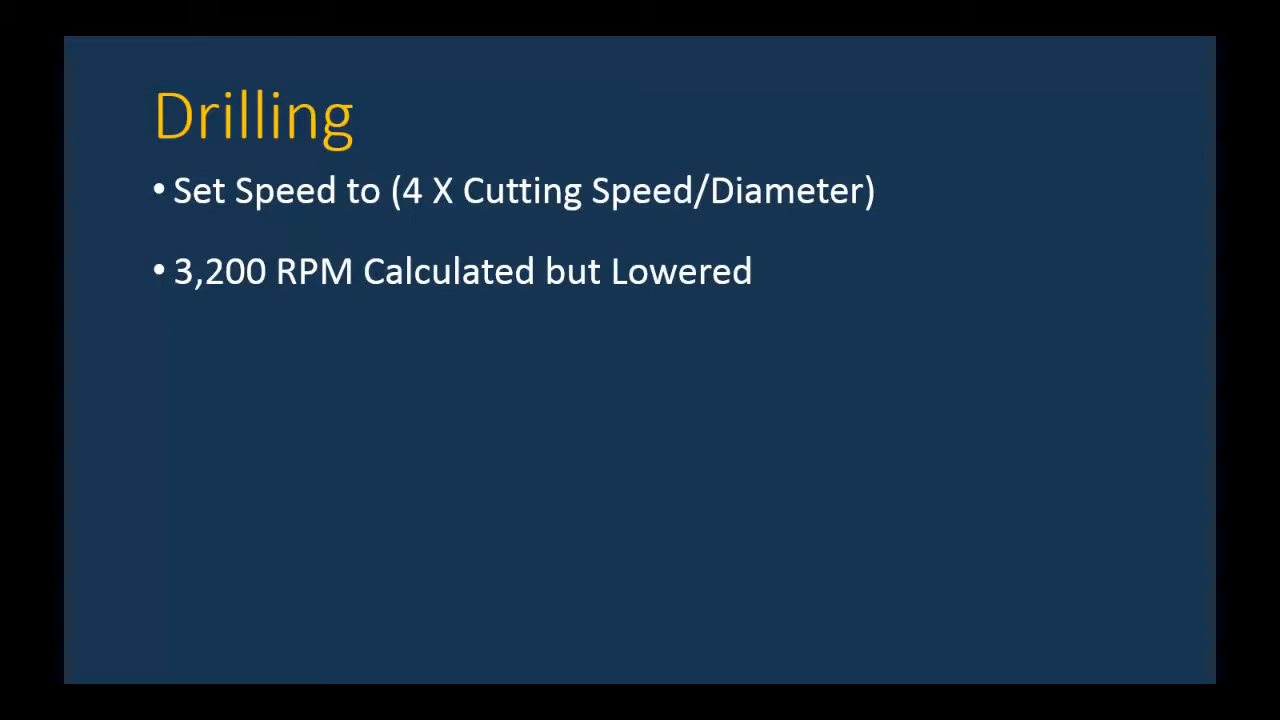 Drilling
• Set Speed to (4 X Cutting Speed/Diameter)
• 3,200 RPM Calculated but Lowered